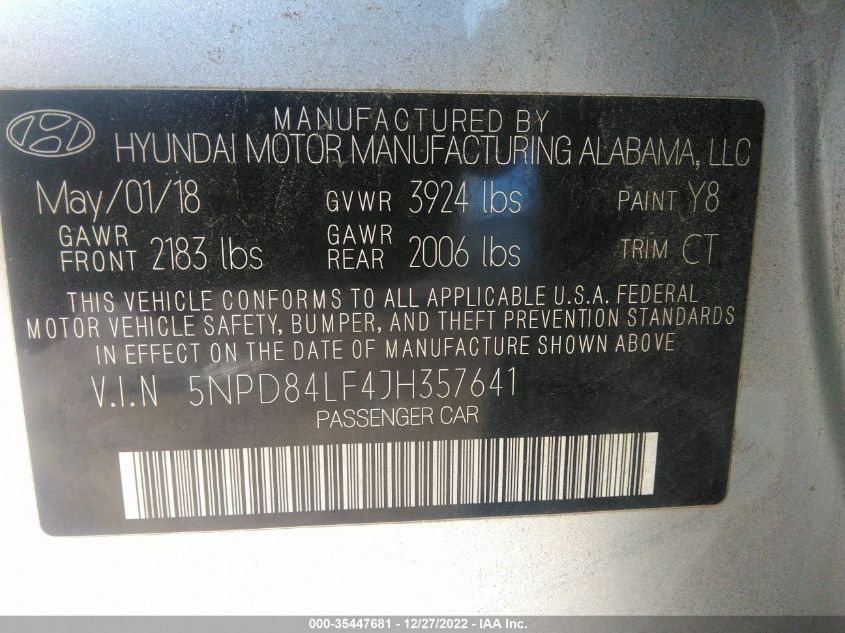 MANUFACTURED BY
HYUNDAI MOTOR MANUFACTURING ALABAMA, LLC
May/01/18 GVWR 3924 lbs PAINT Y8
GAWR FRONT 2183 lbs GAWR REAR 2006 lbs TRIM CT
THIS VEHICLE CONFORMS TO ALL APPLICABLE U.S.A. FEDERAL
MOTOR VEHICLE SAFETY, BUMPER, AND THEFT PREVENTION STANDARDS
IN EFFECT ON THE DATE OF MANUFACTURE SHOWN ABOVE.
V.I.N 5NPD84LF4JH357641
PASSENGER CAR
000-35447681 - 12/27/2022 - IAA Inc.